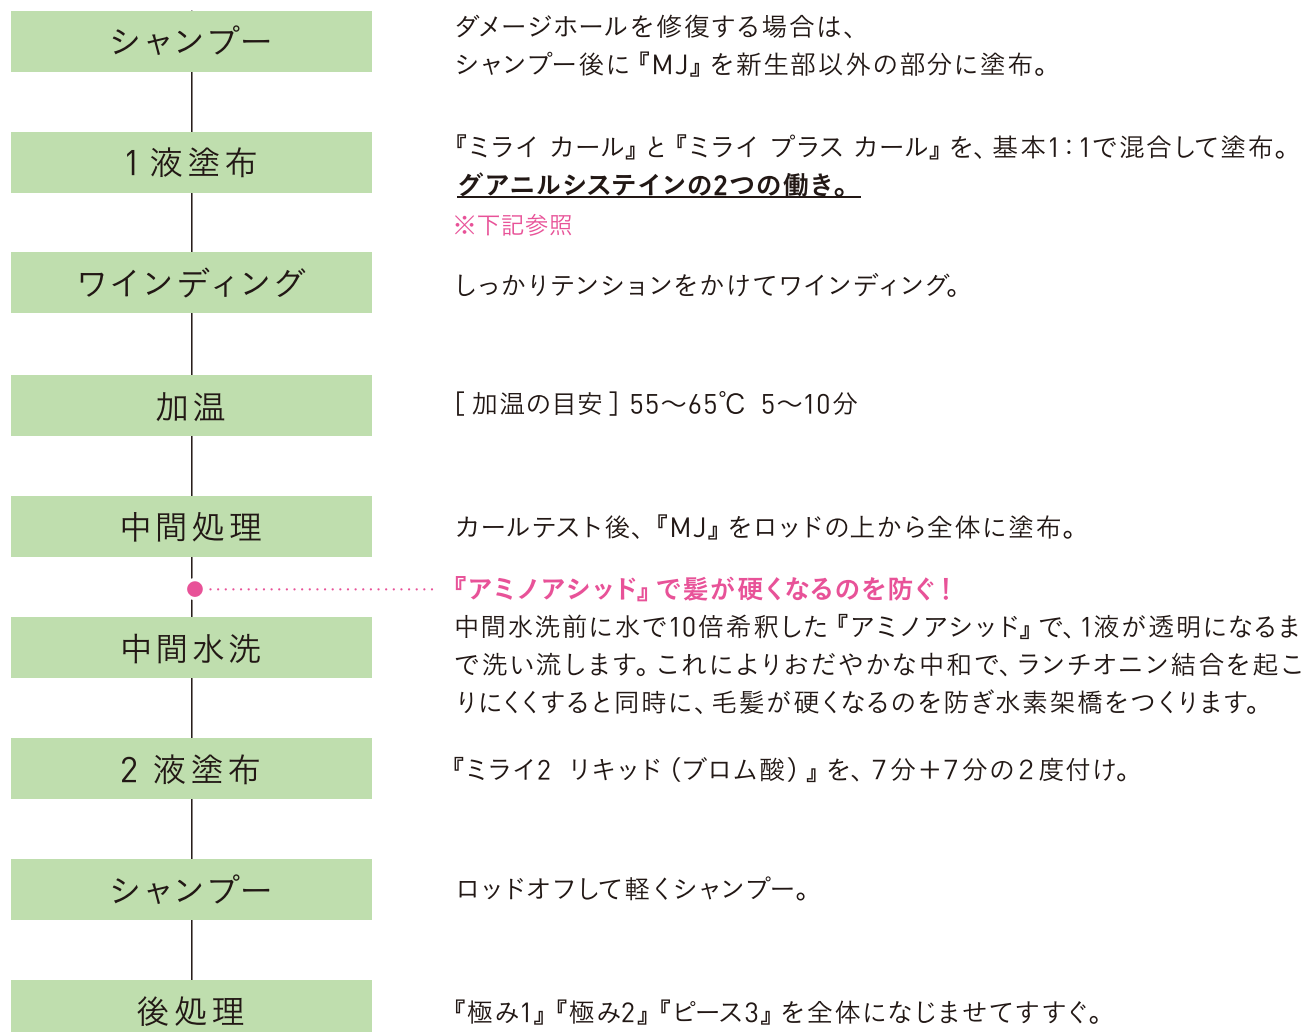 シャンプー
ダメージホールを修復する場合は、
シャンプー後に『MJ』を新生部以外の部分に塗布。
1液塗布
『ミライ カール』と『ミライ プラス カール』を、基本1：1で混合して塗布。
グアニルシステインの2つの働き。
※下記参照
ワインディング
しっかりテンションをかけてワインディング。
加温
［加温の目安］55〜65℃ 5〜10分
中間処理
カールテスト後、『MJ』をロッドの上から全体に塗布。
『アミノアシッド』で髪が硬くなるのを防ぐ！
中間水洗前に水で10倍希釈した『アミノアシッド』で、1液が透明になるま
で洗い流します。これによりおだやかな中和で、ランチオニン結合を起こ
りにくくすると同時に、毛髪が硬くなるのを防ぎ水素架橋をつくります。
中間水洗
2 液塗布
『ミライ2 リキッド（ブロム酸）』を、7分＋7分の2度付け。
シャンプー
ロッドオフして軽くシャンプー。
後処理
『極み1』『極み2』『ピース3』を全体になじませてすすぐ。